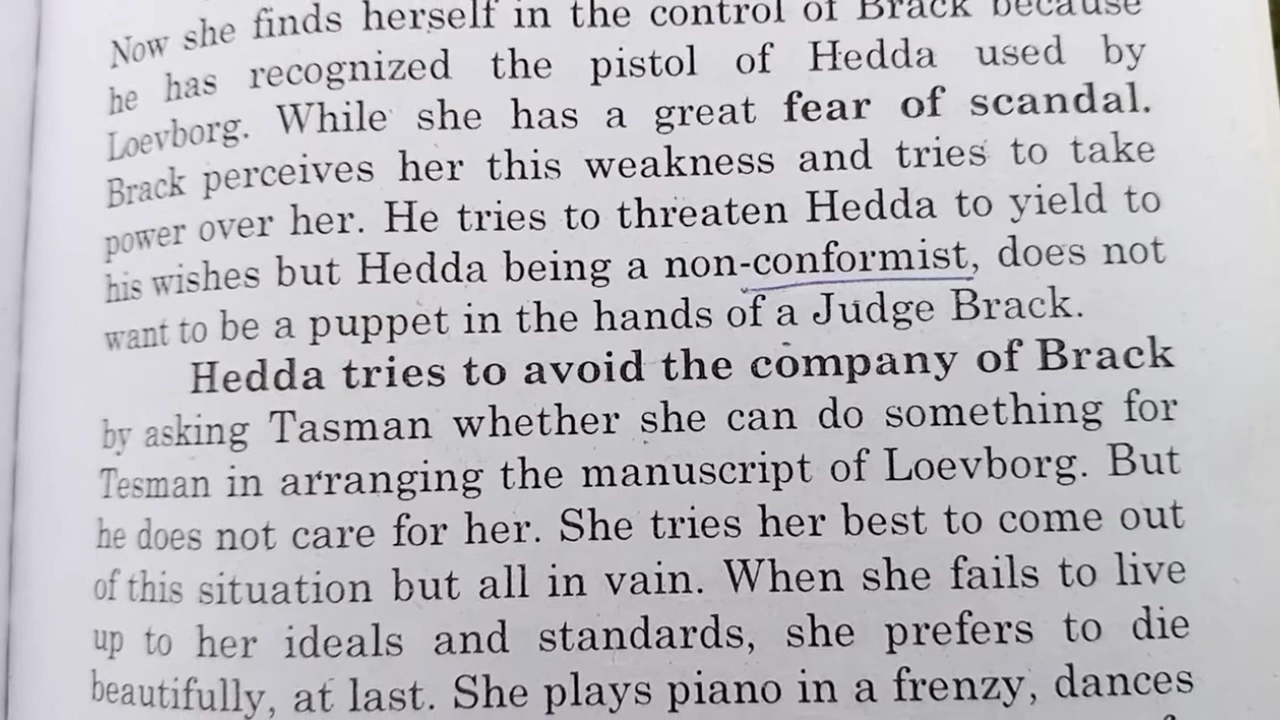 Now she finds herself in the control of Brack because
he has recognized the pistol of Hedda used by
Loevborg. While she has a great fear of scandal.
Brack perceives her this weakness and tries to take
power over her. He tries to threaten Hedda to yield to
his wishes but Hedda being a non-conformist, does not
want to be a puppet in the hands of a Judge Brack.
Hedda tries to avoid the company of Brack
by asking Tasman whether she can do something for
Tesman in arranging the manuscript of Loevborg. But
he does not care for her. She tries her best to come out
of this situation but all in vain. When she fails to live
up to her ideals and standards, she prefers to die
beautifully, at last. She plays piano in a frenzy, dances